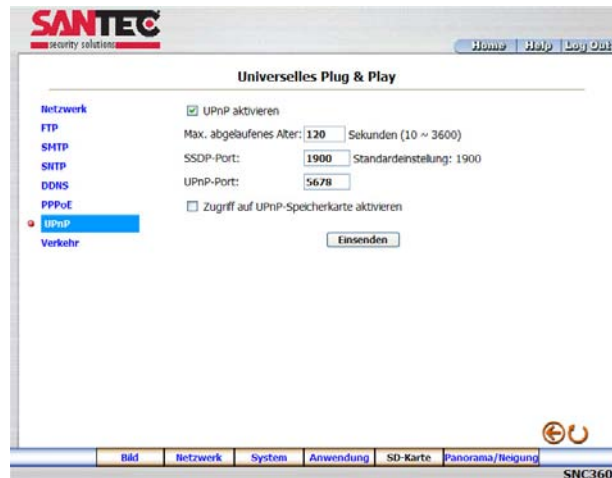 SANTEC
security solutions
Home Help Log Out
Universelles Plug & Play
Netzwerk
FTP
SMTP
SNTP
DDNS
PPPoE
UPnP
Verkehr
UPnP aktivieren
Max. abgelaufenes Alter: 120 Sekunden (10 ~ 3600)
SSDP-Port: 1900 Standardeinstellung: 1900
UPnP-Port: 5678
Zugriff auf UPnP-Speicherkarte aktivieren
Einsenden
Bild Netzwerk System Anwendung SD-Karte Panorama/Neigung
SNC360